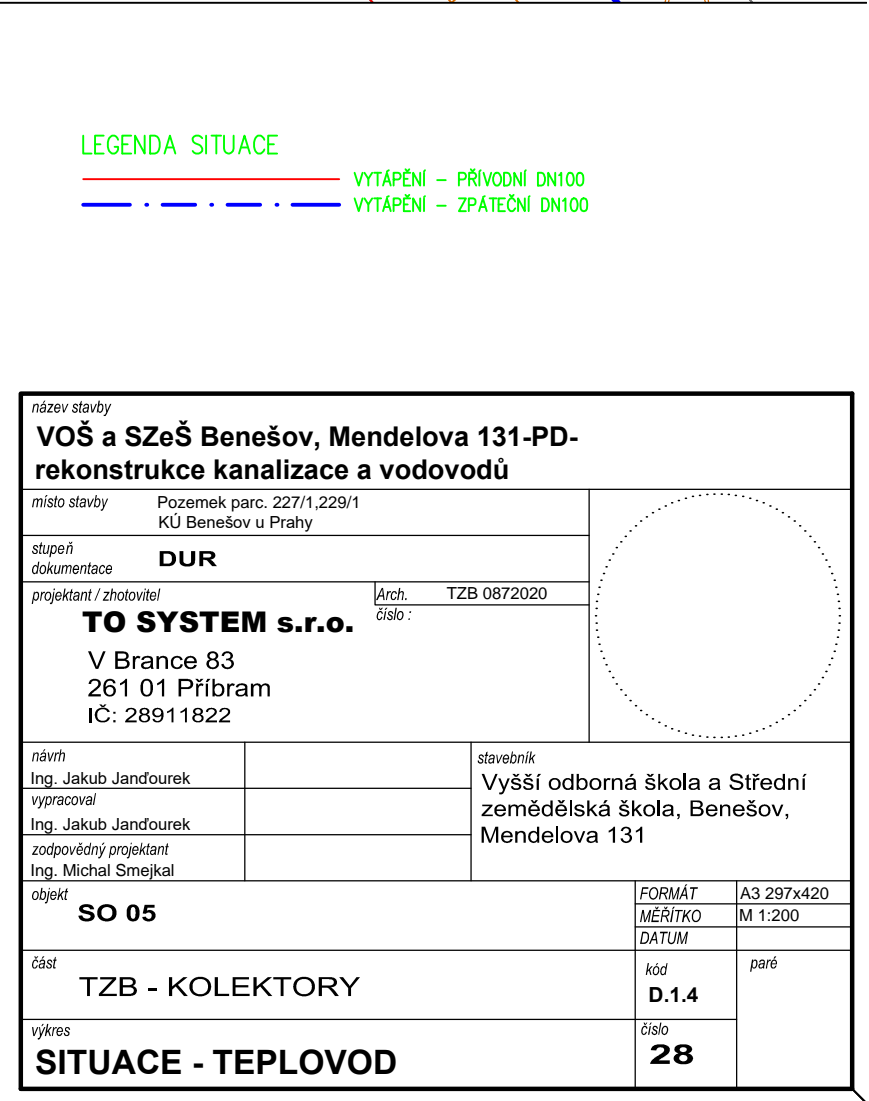 LEGENDA SITUACE
VYTÁPĚNÍ – PŘÍVODNÍ DN100
VYTÁPĚNÍ – ZPÁTEČNÍ DN100
název stavby
VOŠ a SZeŠ Benešov, Mendelova 131-PD-
rekonstrukce kanalizace a vodovodů
místo stavby Pozemek parc. 227/1,229/1
KÚ Benešov u Prahy
stupeň
dokumentace DUR
projektant / zhotovitel
Arch. TZB 0872020
číslo :
TO SYSTEM s.r.o.
V Brance 83
261 01 Příbram
IČ: 28911822
návrh
Ing. Jakub Janďourek
vypracoval
Ing. Jakub Janďourek
zodpovědný projektant
Ing. Michal Smejkal
stavebník
Vyšší odborná škola a Střední
zemědělská škola, Benešov,
Mendelova 131
objekt
SO 05
FORMÁT A3 297x420
MĚŘÍTKO M 1:200
DATUM
část
TZB - KOLEKTORY
kód
D.1.4
paré
výkres
SITUACE - TEPLOVOD
číslo
28